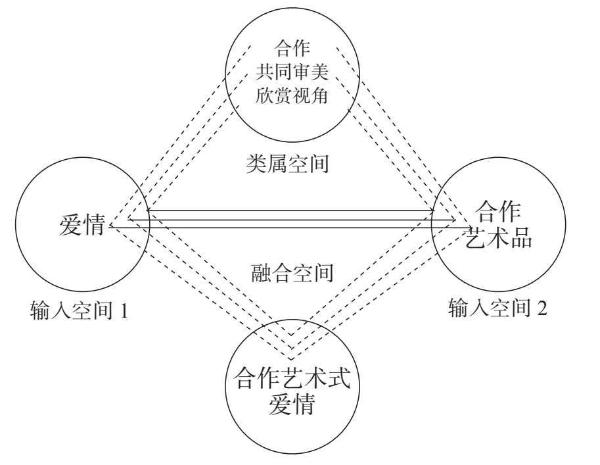 合作
共同审美
欣赏视角
类属空间
爱情
合作
艺术品
输入空间 1
输入空间 2
融合空间
合作艺术式
爱情